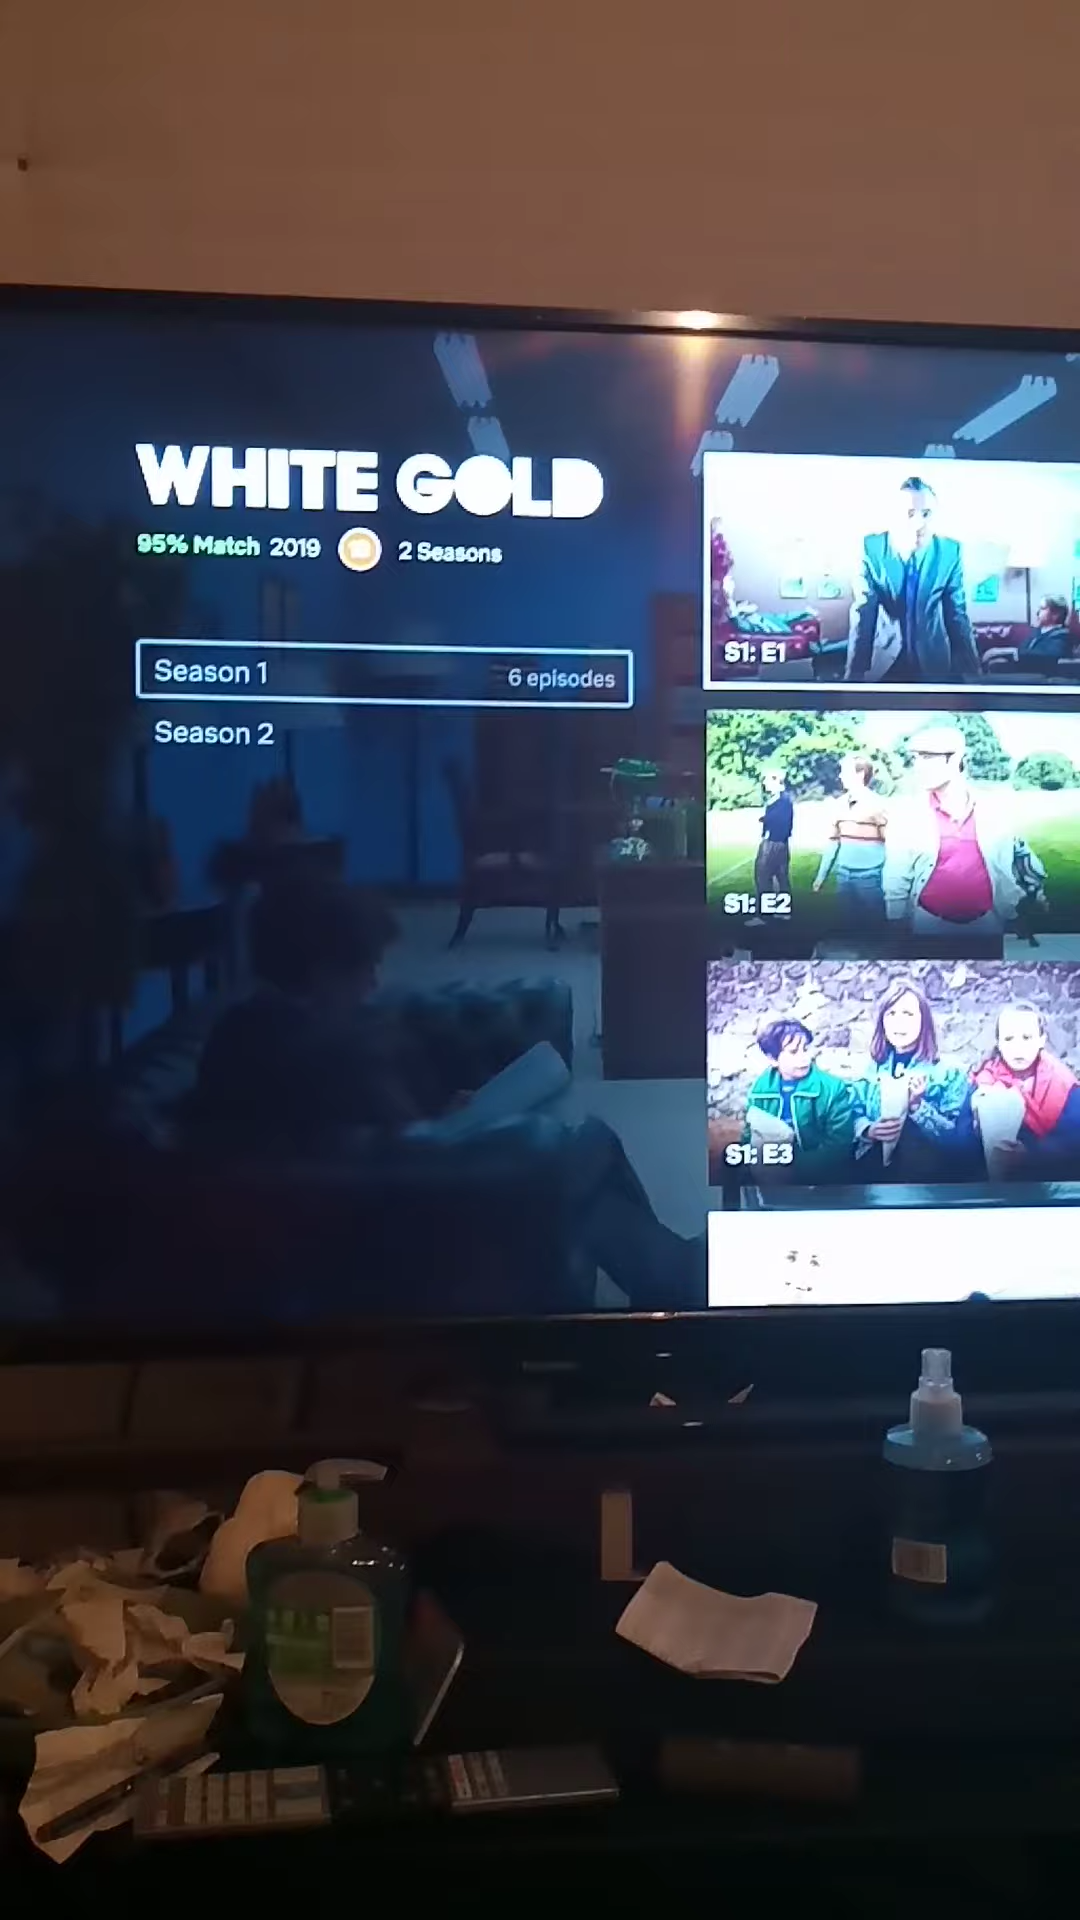 WHITE GOLD
95% Match 2019 2 Seasons
Season 1 6 episodes
Season 2
S1: E1
S1: E2
S1: E3